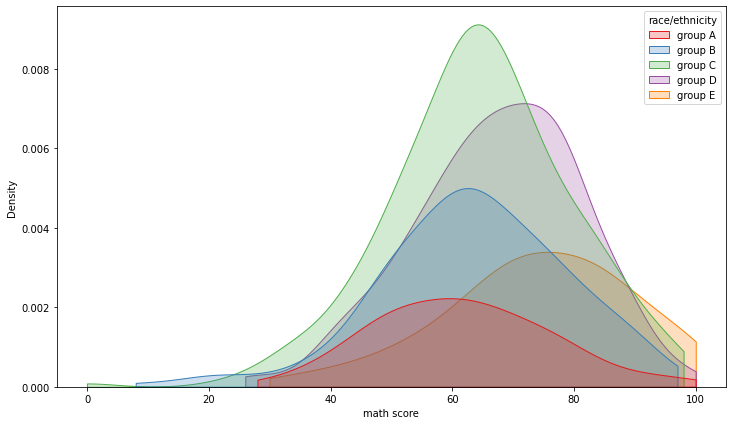 race/ethnicity
group A
group B
group C
group D
group E
Density
0.008
0.006
0.004
0.002
0.000
0 20 40 60 80 100
math score